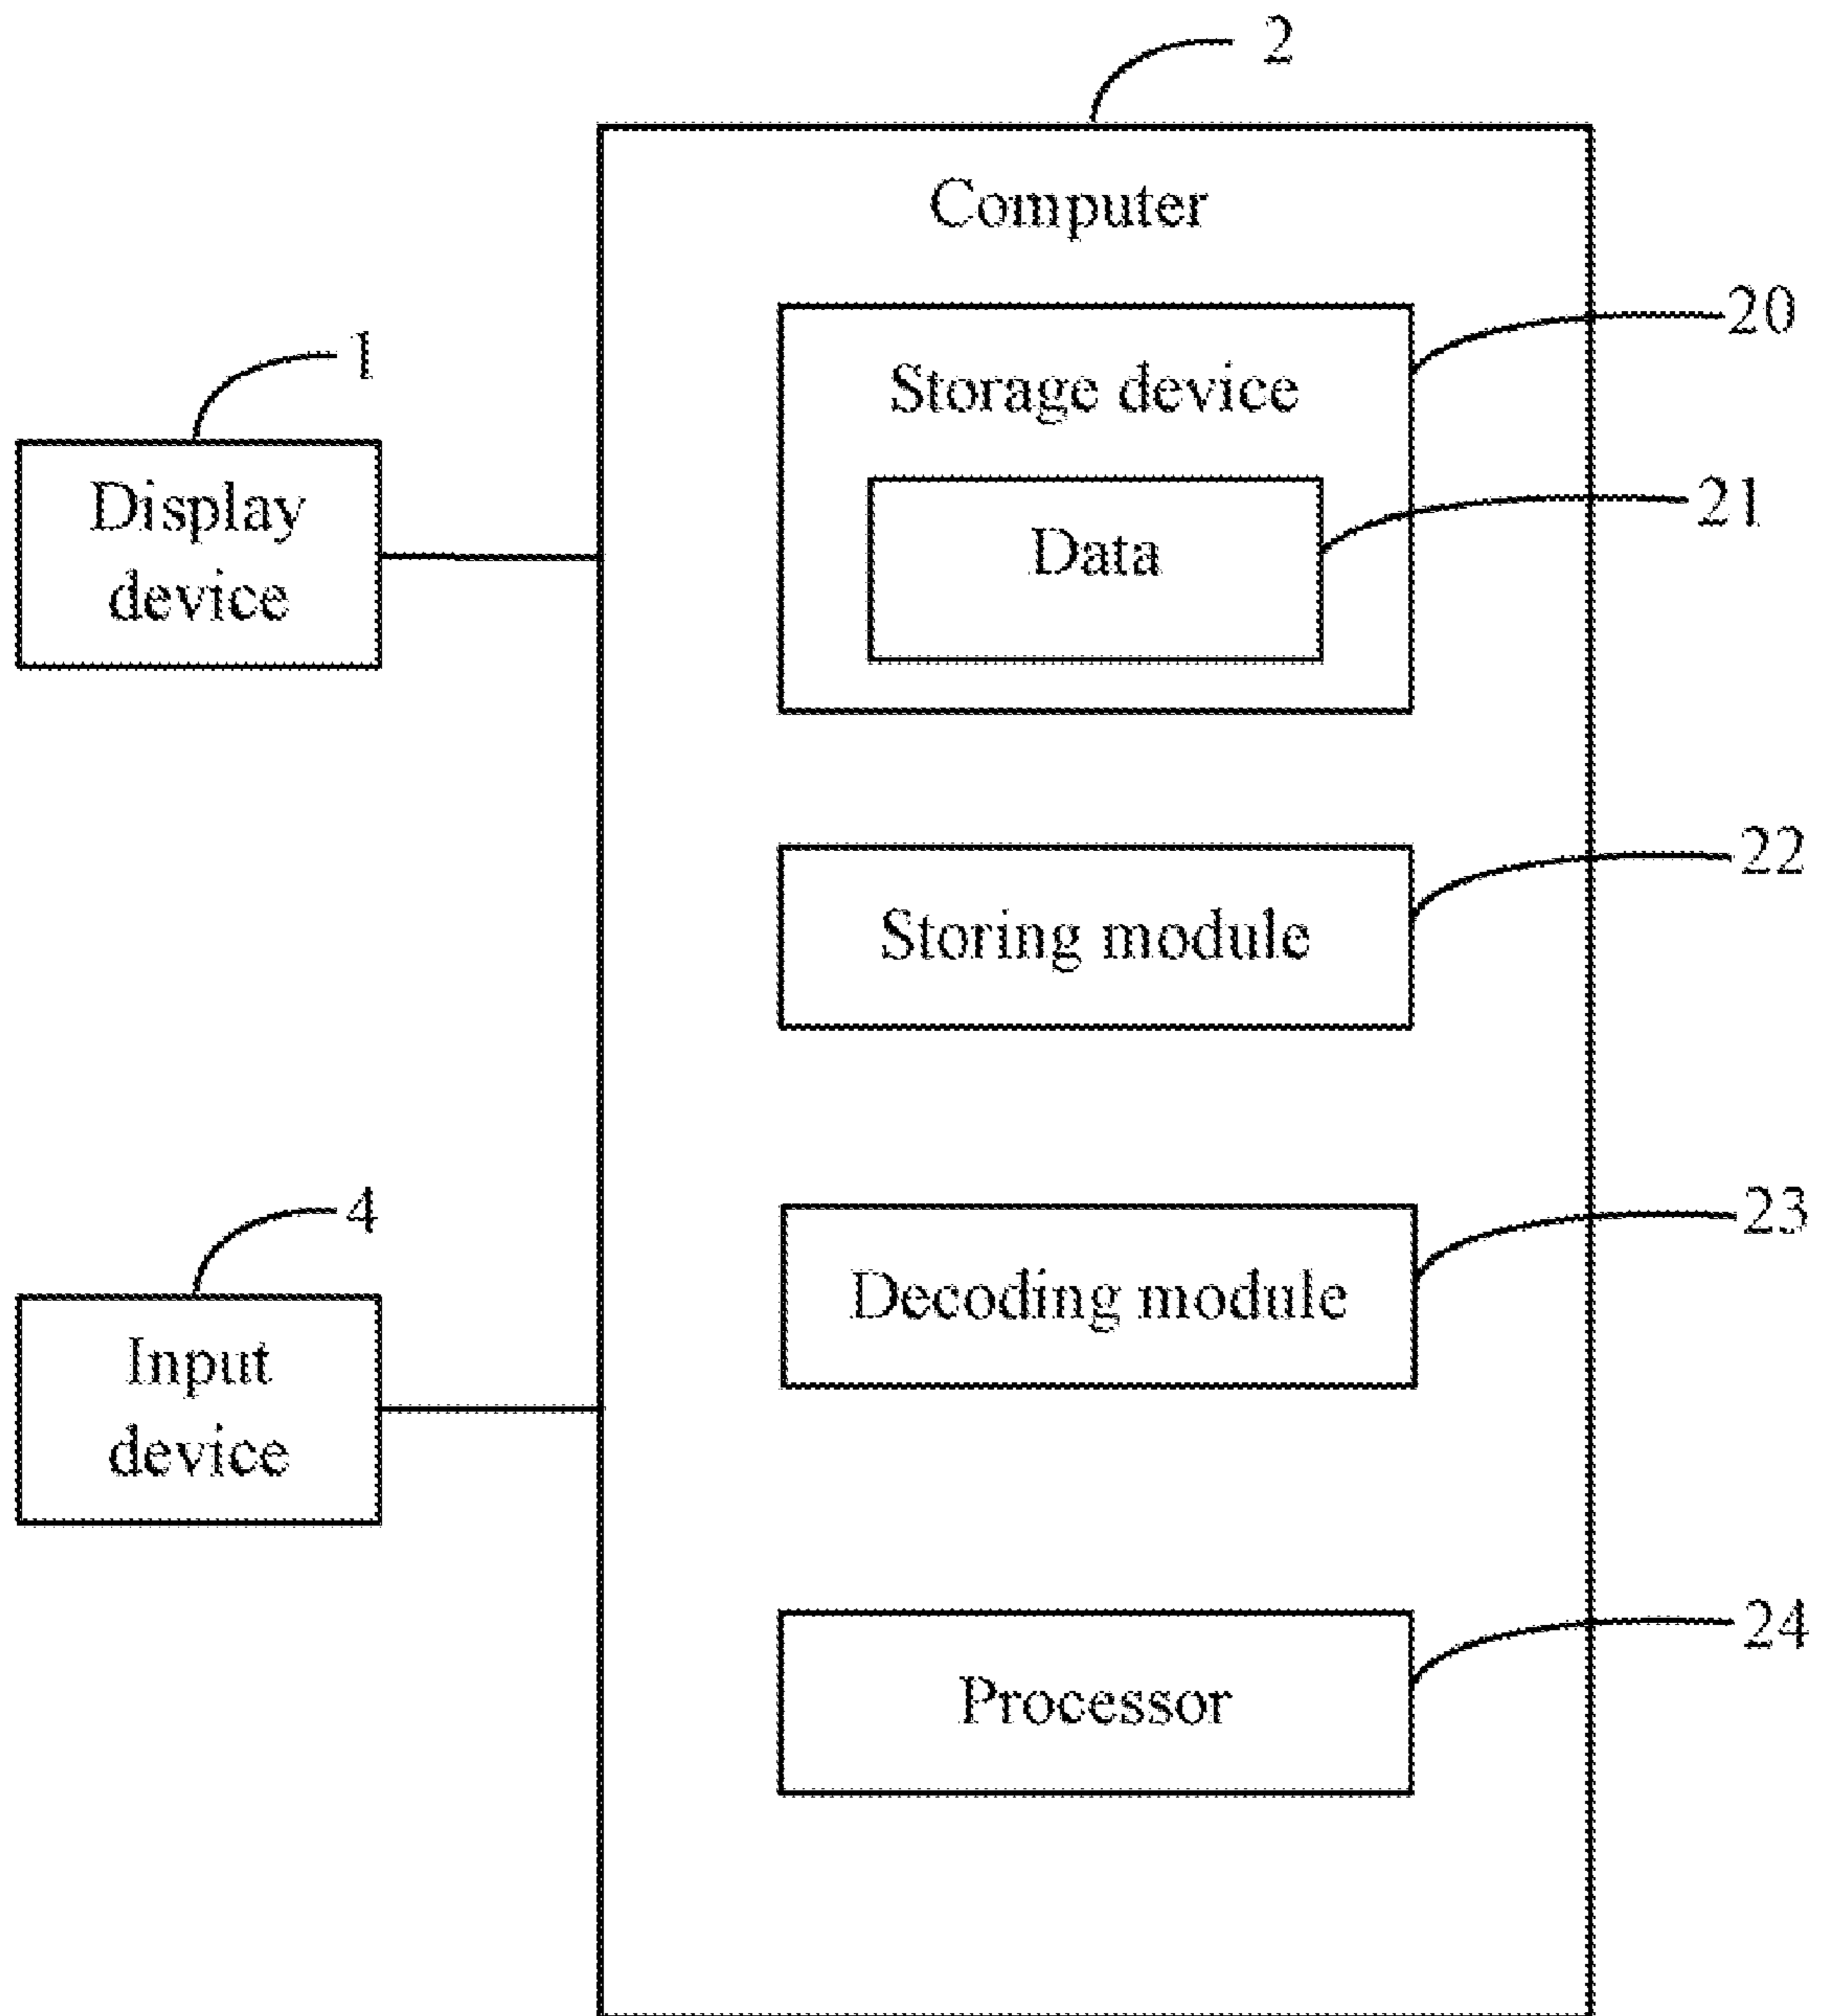 2
Computer
20
Storage device
1
Display
device
21
Data
22
Storing module
23
4
Decoding module
Input
device
24
Processor